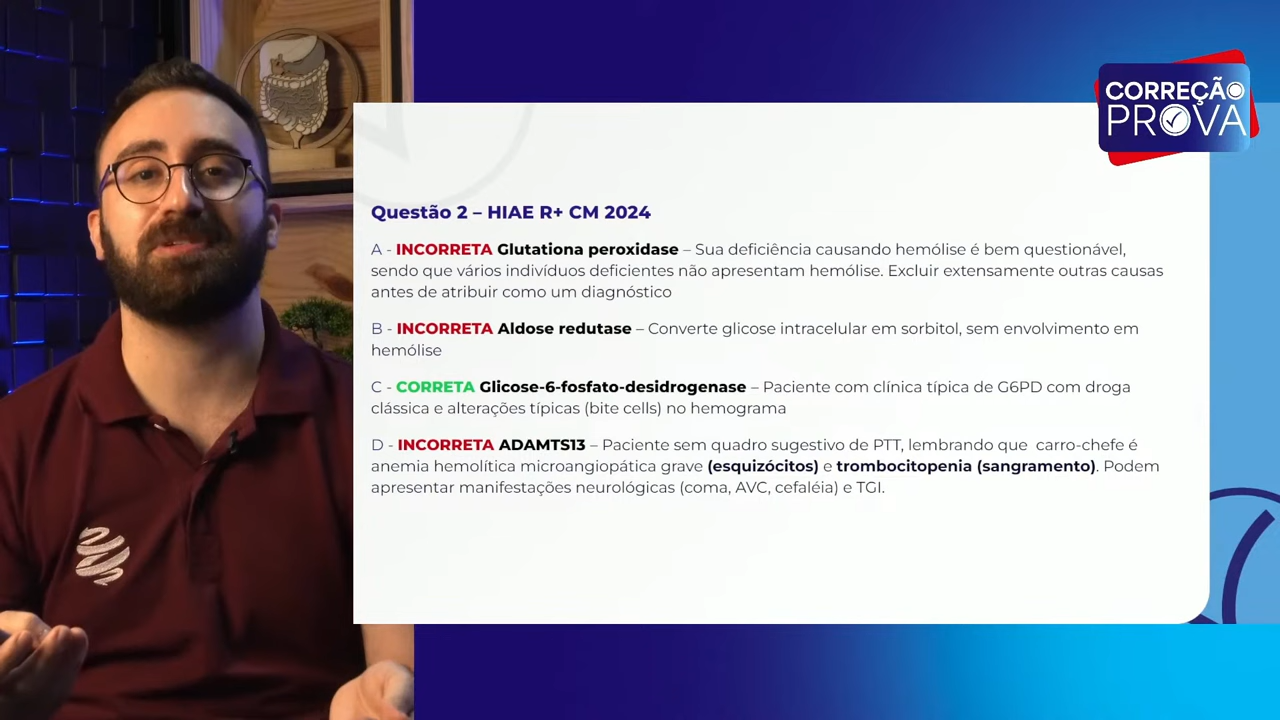 CORREÇÃO
PROVA
Questão 2 – HIAE R+ CM 2024
A - INCORRETA Glutationa peroxidase – Sua deficiência causando hemólise é bem questionável,
sendo que vários indivíduos deficientes não apresentam hemólise. Excluir extensamente outras causas
antes de atribuir como um diagnóstico
B - INCORRETA Aldose redutase – Converte glicose intracelular em sorbitol, sem envolvimento em
hemólise
C - CORRETA Glicose-6-fosfato-desidrogenase – Paciente com clínica típica de G6PD com droga
clássica e alterações típicas (bite cells) no hemograma
D - INCORRETA ADAMTS13 – Paciente sem quadro sugestivo de PTT, lembrando que carro-chefe é
anemia hemolítica microangiopática grave (esquizócitos) e trombocitopenia (sangramento). Podem
apresentar manifestações neurológicas (coma, AVC, cefaléia) e TGI.